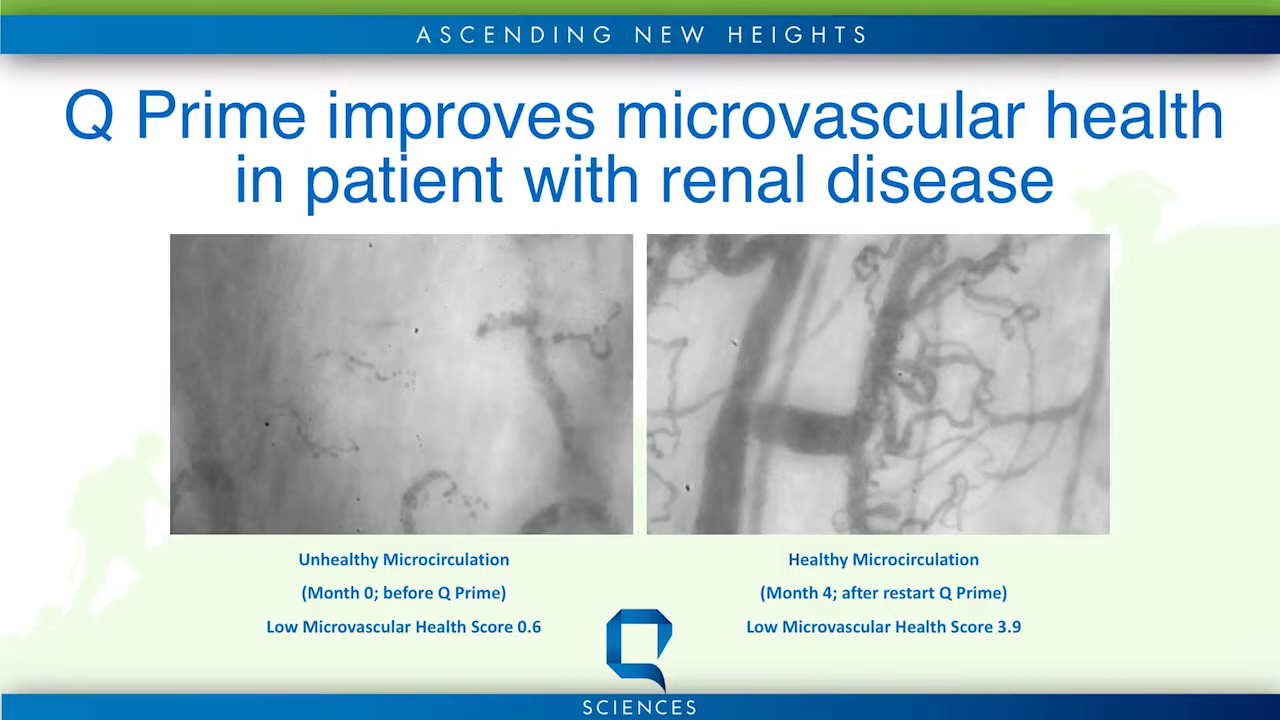 ASCENDING NEW HEIGHTS
Q Prime improves microvascular health
in patient with renal disease
Unhealthy Microcirculation
(Month 0; before Q Prime)
Low Microvascular Health Score 0.6
Healthy Microcirculation
(Month 4; after restart Q Prime)
Low Microvascular Health Score 3.9
SCIENCES